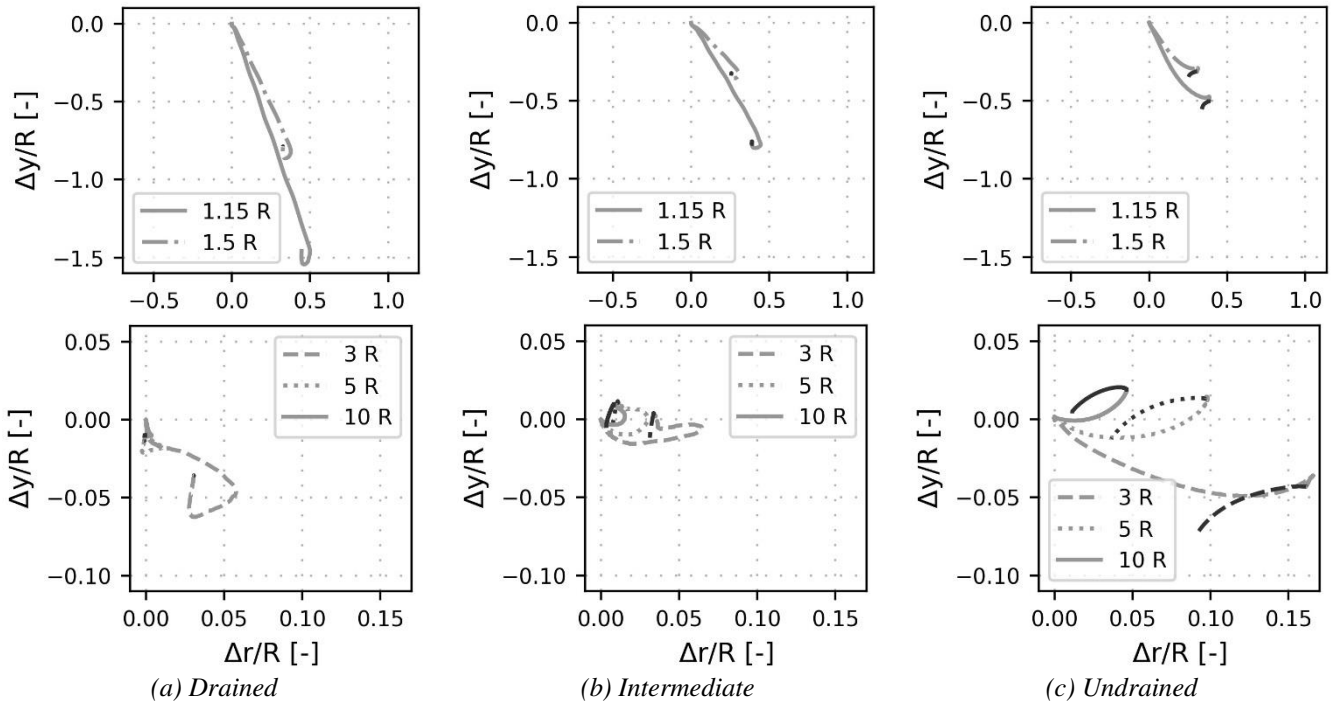 0.0
−0.5
−1.0
−1.5
Δy/R [-]
1.15 R
1.5 R
−0.5 0.0 0.5 1.0
0.0
−0.5
−1.0
−1.5
Δy/R [-]
1.15 R
1.5 R
−0.5 0.0 0.5 1.0
0.0
−0.5
−1.0
−1.5
Δy/R [-]
1.15 R
1.5 R
−0.5 0.0 0.5 1.0
0.05
0.00
−0.05
−0.10
Δy/R [-]
3 R
5 R
10 R
0.00 0.05 0.10 0.15
Δr/R [-]
(a) Drained
0.05
0.00
−0.05
−0.10
Δy/R [-]
3 R
5 R
10 R
0.00 0.05 0.10 0.15
Δr/R [-]
(b) Intermediate
0.05
0.00
−0.05
−0.10
Δy/R [-]
3 R
5 R
10 R
0.00 0.05 0.10 0.15
Δr/R [-]
(c) Undrained